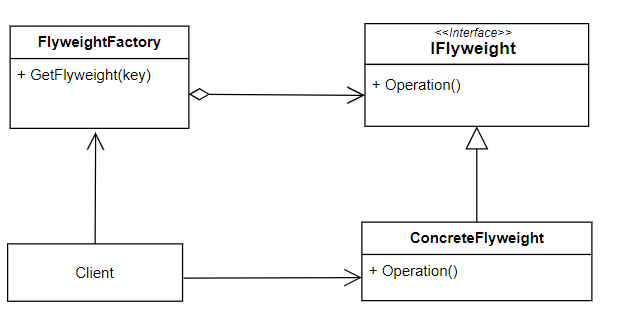 FlyweightFactory
+ GetFlyweight(key)
<<Interface>>
IFlyweight
+ Operation()
Client
ConcreteFlyweight
+ Operation()